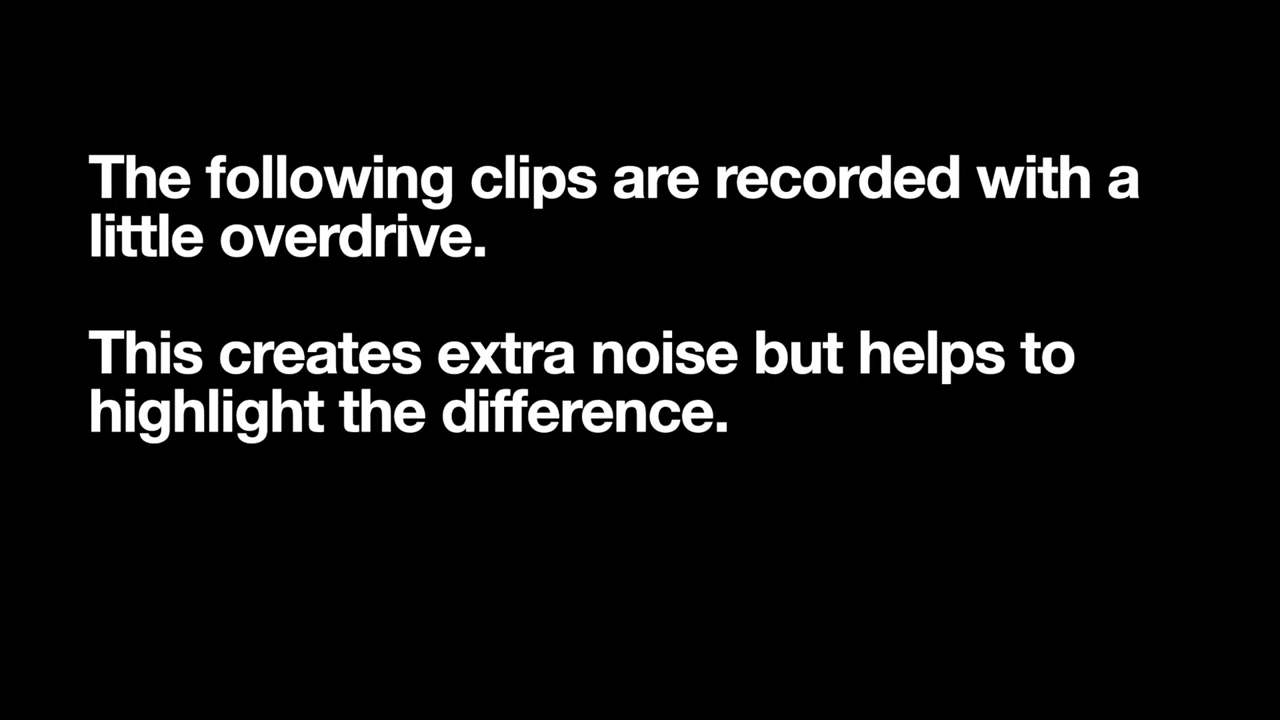 The following clips are recorded with a
little overdrive.
This creates extra noise but helps to
highlight the difference.